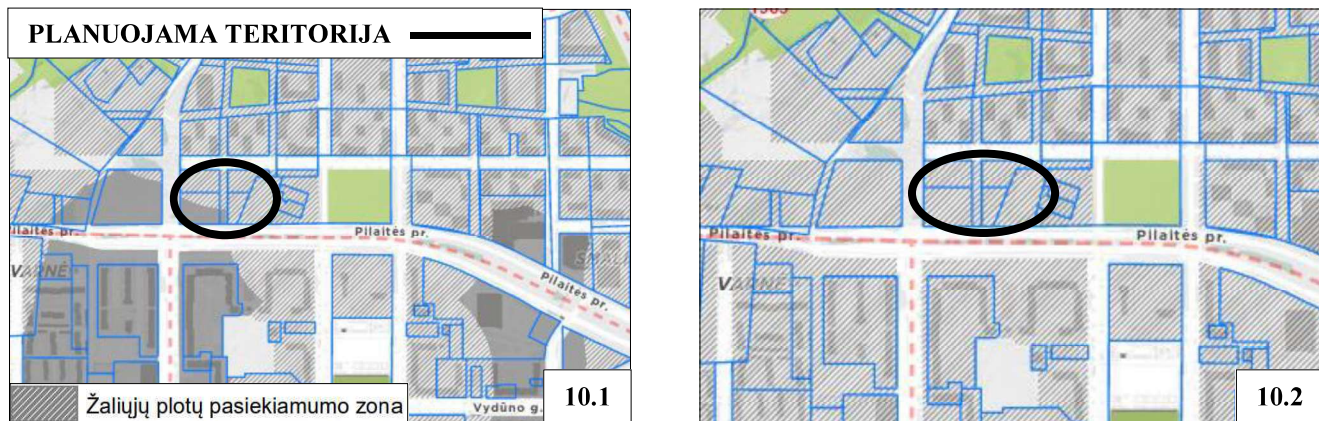 PLANUOJAMA TERITORIJA
Pilaitės pr.
Pilaitės pr.
Pilaitės pr.
VARNĖ
Žaliųjų plotų pasiekiamumo zona
Vydūno g.
10.1
Pilaitės pr.
Pilaitės pr.
10.2